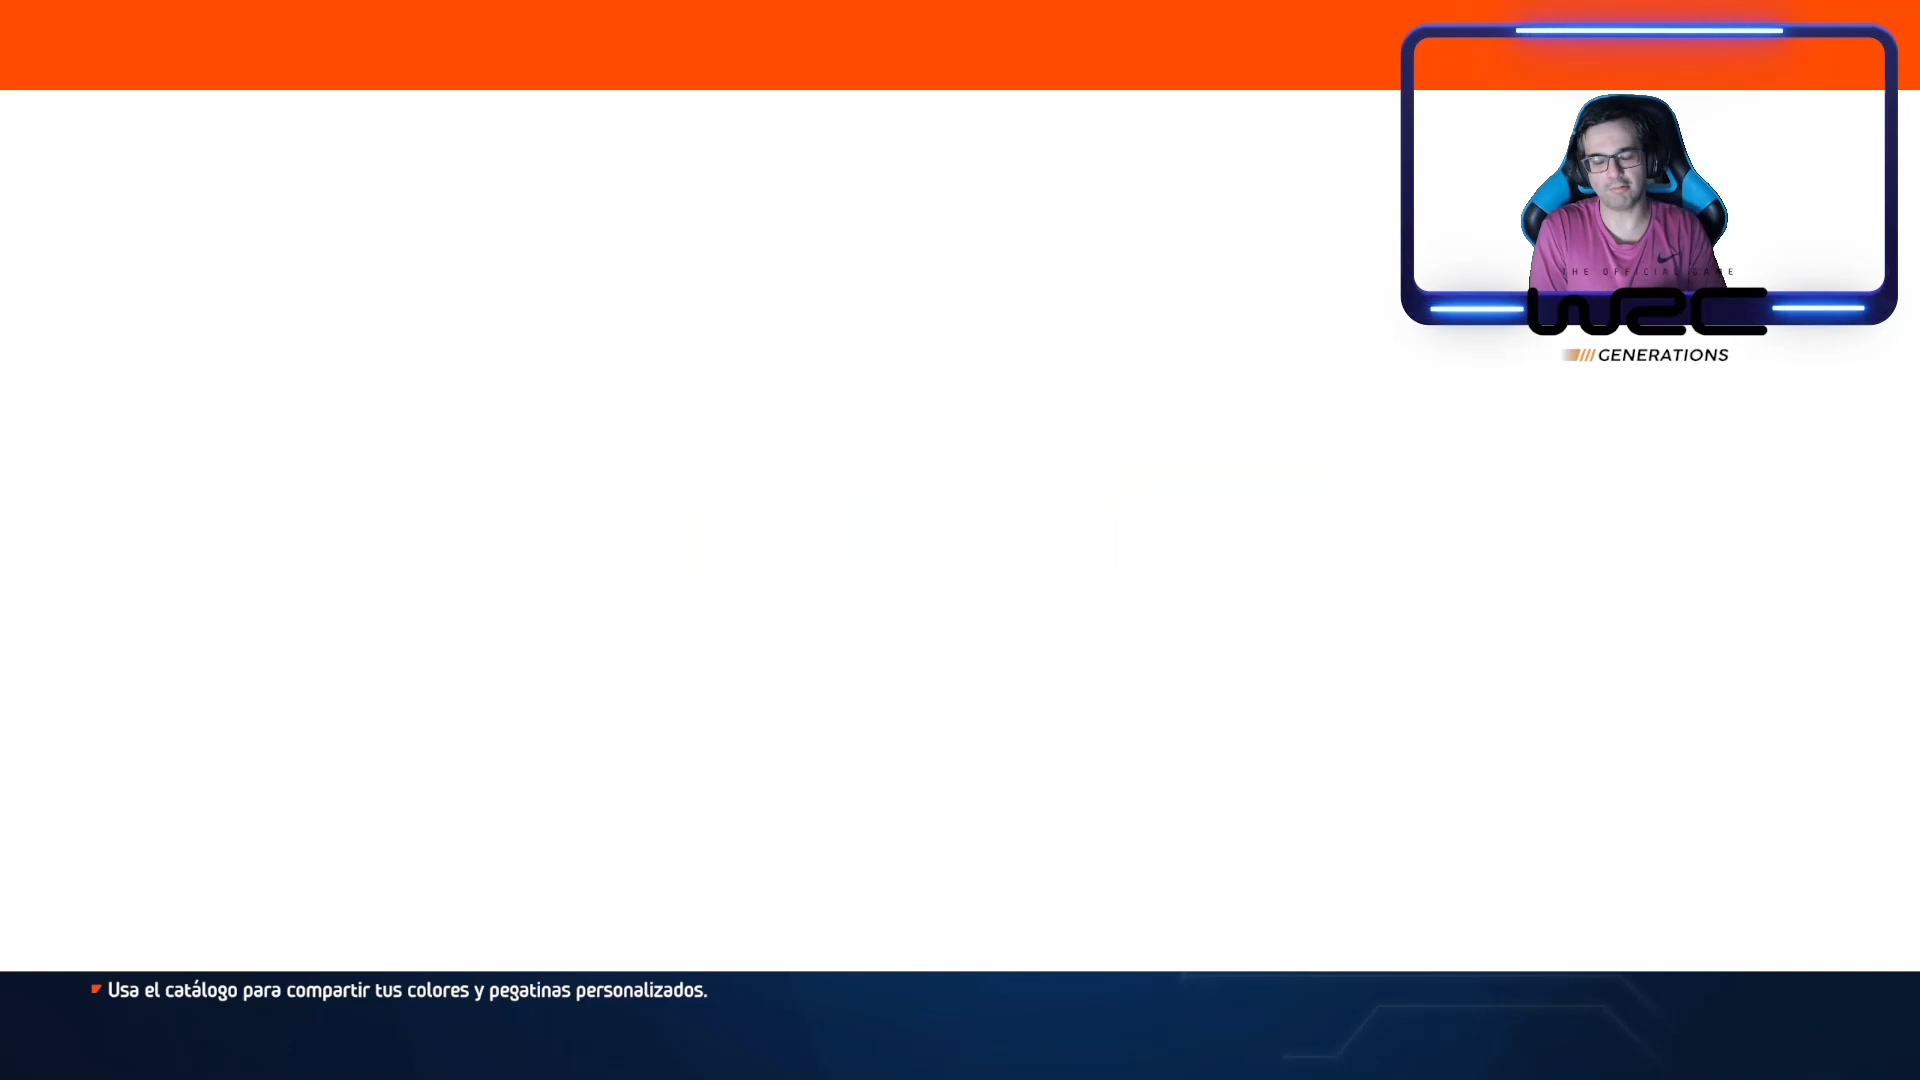 THE OFFICIAL GAME
WRC
GENERATIONS
Usa el catálogo para compartir tus colores y pegatinas personalizados.